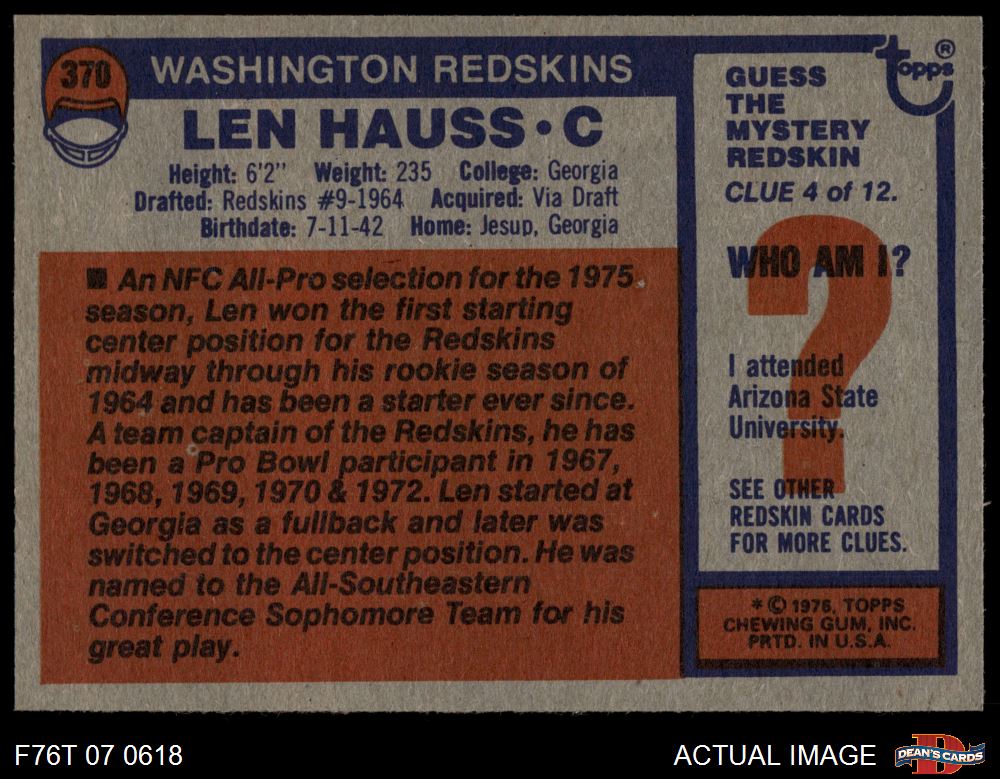 370
WASHINGTON REDSKINS
LEN HAUSS • C
Height: 6'2" Weight: 235 College: Georgia
Drafted: Redskins #9-1964 Acquired: Via Draft
Birthdate: 7-11-42 Home: Jesup, Georgia
■ An NFC All-Pro selection for the 1975
season, Len won the first starting
center position for the Redskins
midway through his rookie season of
1964 and has been a starter ever since.
A team captain of the Redskins, he has
been a Pro Bowl participant in 1967,
1968, 1969, 1970 & 1972. Len started at
Georgia as a fullback and later was
switched to the center position. He was
named to the All-Southeastern
Conference Sophomore Team for his
great play.
Topps ®
GUESS
THE
MYSTERY
REDSKIN
CLUE 4 of 12.
WHO AM I?
I attended
Arizona State
University.
SEE OTHER
REDSKIN CARDS
FOR MORE CLUES.
* © 1976, TOPPS
CHEWING GUM, INC.
PRTD. IN U.S.A.
F76T 07 0618
ACTUAL IMAGE
DEAN'S CARDS